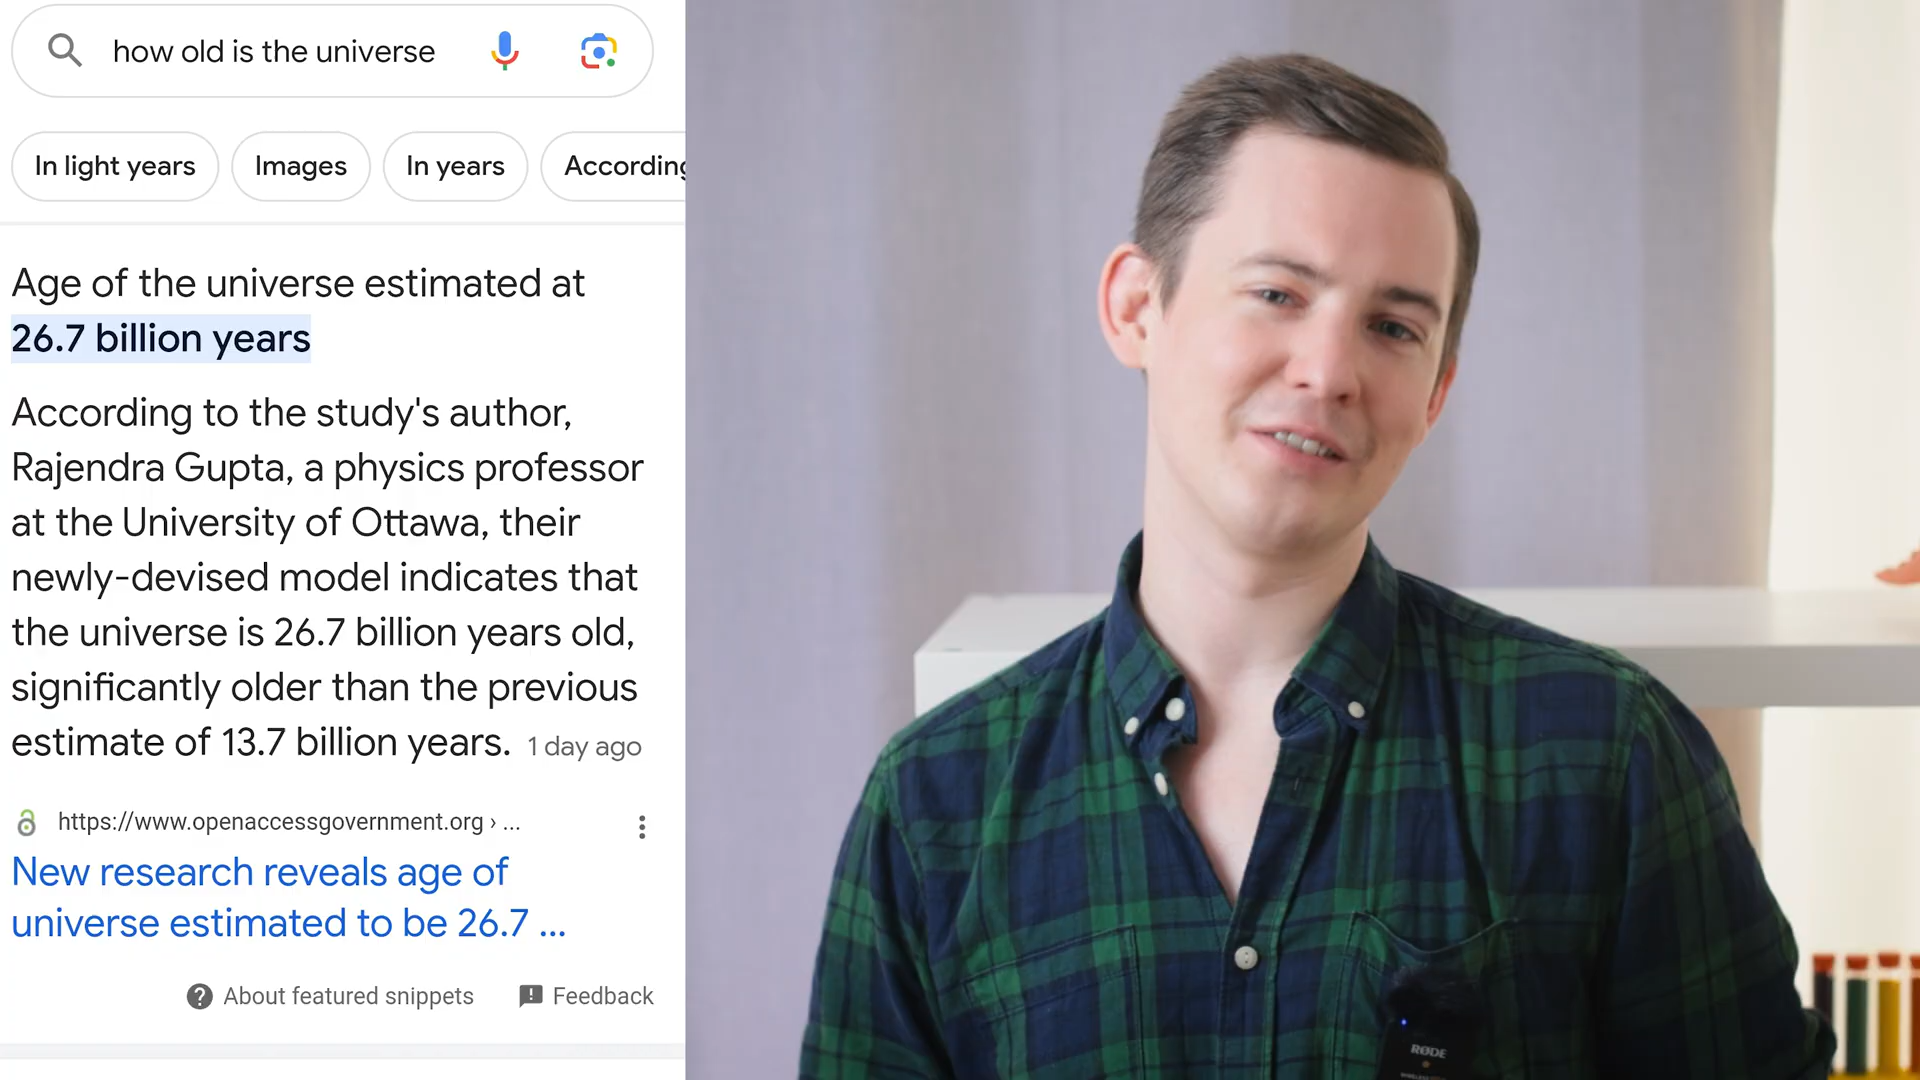 how old is the universe
In light years
Images
In years
According
Age of the universe estimated at
26.7 billion years
According to the study's author,
Rajendra Gupta, a physics professor
at the University of Ottawa, their
newly-devised model indicates that
the universe is 26.7 billion years old,
significantly older than the previous
estimate of 13.7 billion years. 1 day ago
https://www.openaccessgovernment.org › ...
New research reveals age of
universe estimated to be 26.7 ...
About featured snippets
Feedback
RØDE